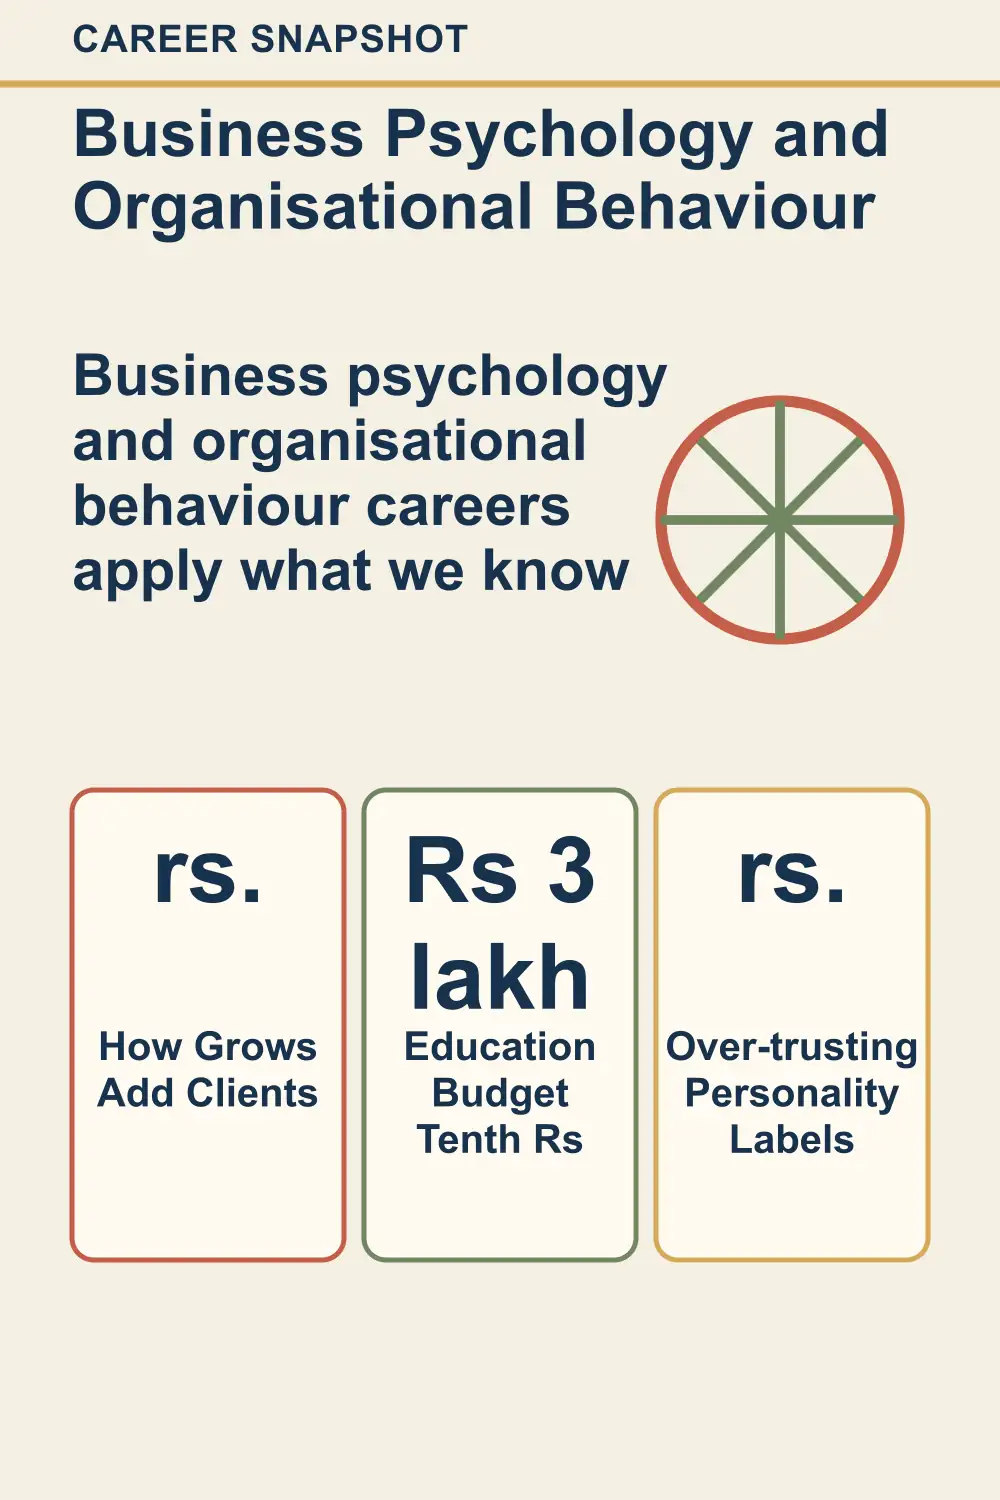 CAREER SNAPSHOT
Business Psychology and
Organisational Behaviour
Business psychology
and organisational
behaviour careers
apply what we know
rs.
How Grows
Add Clients
Rs 3
lakh
Education
Budget
Tenth Rs
rs.
Over-trusting
Personality
Labels